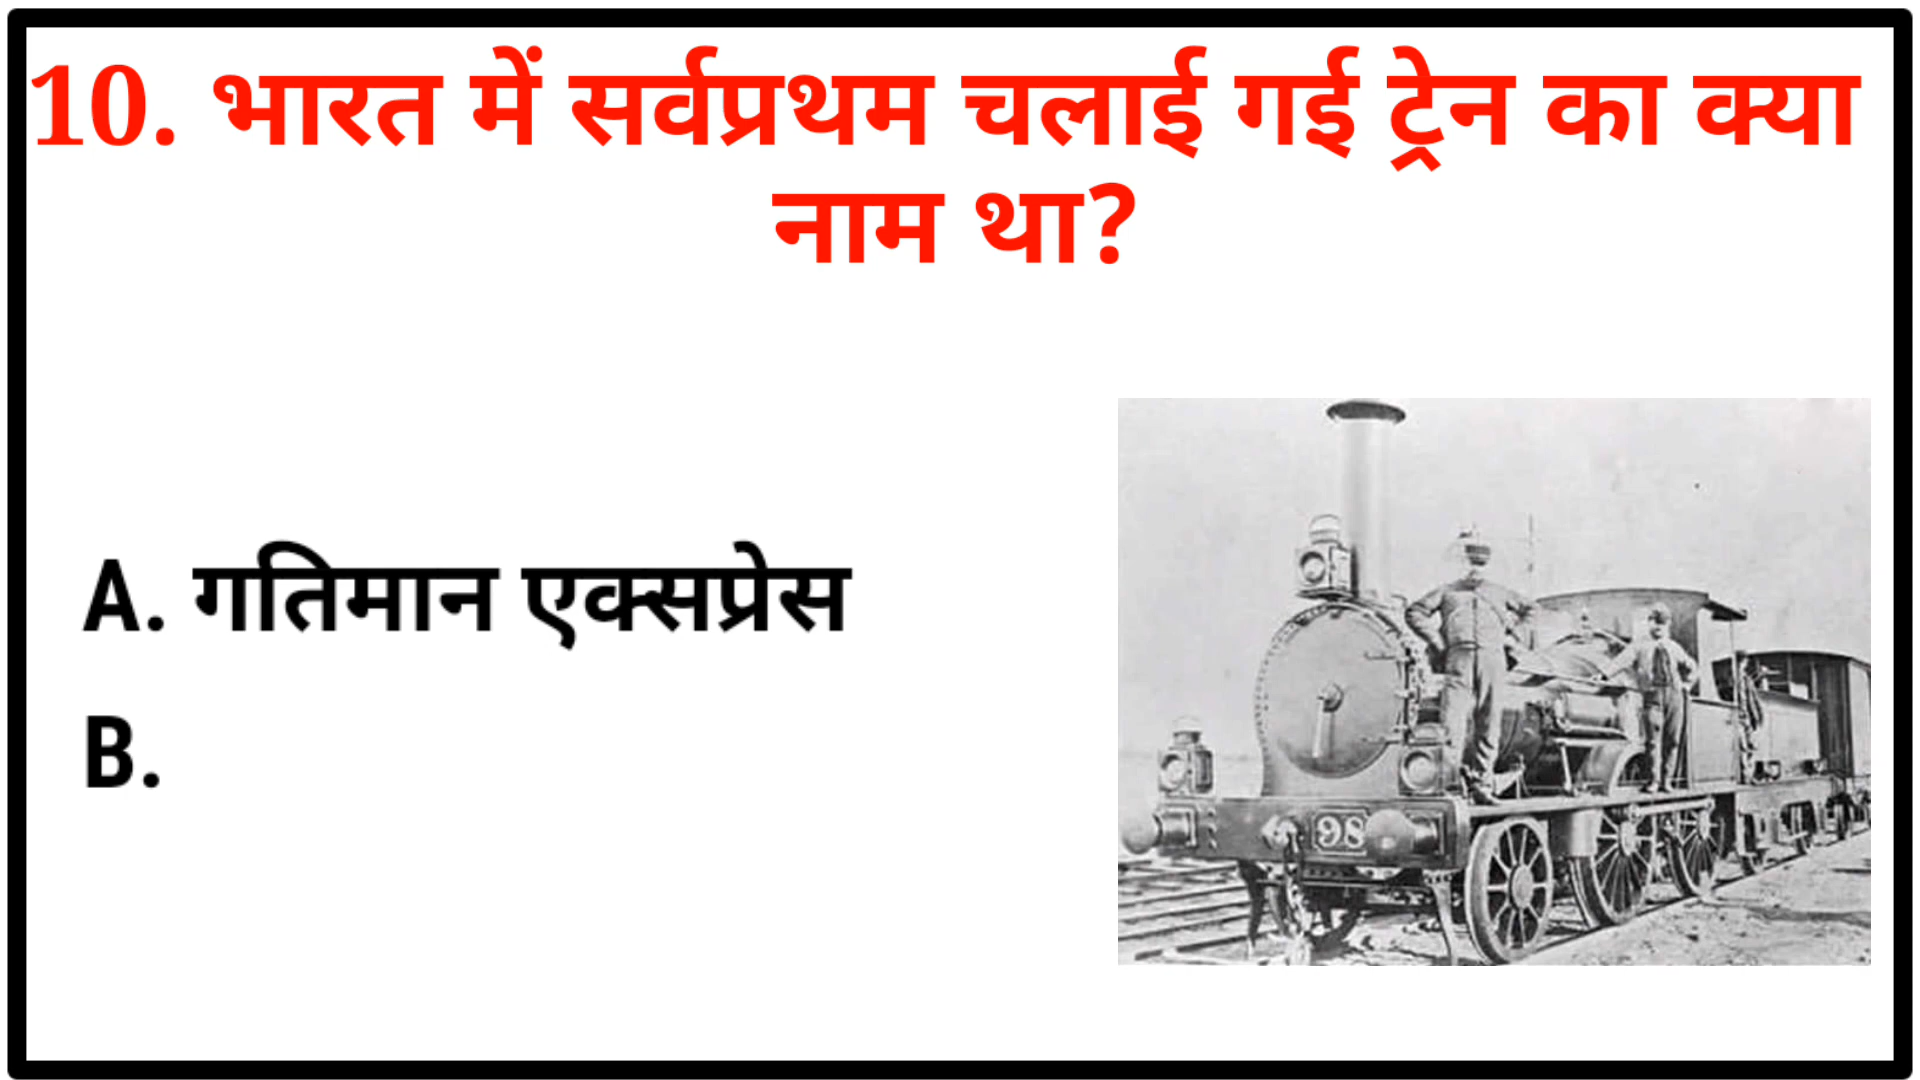 10. भारत में सर्वप्रथम चलाई गई ट्रेन का क्या
नाम था?
A. गतिमान एक्सप्रेस
B.
98